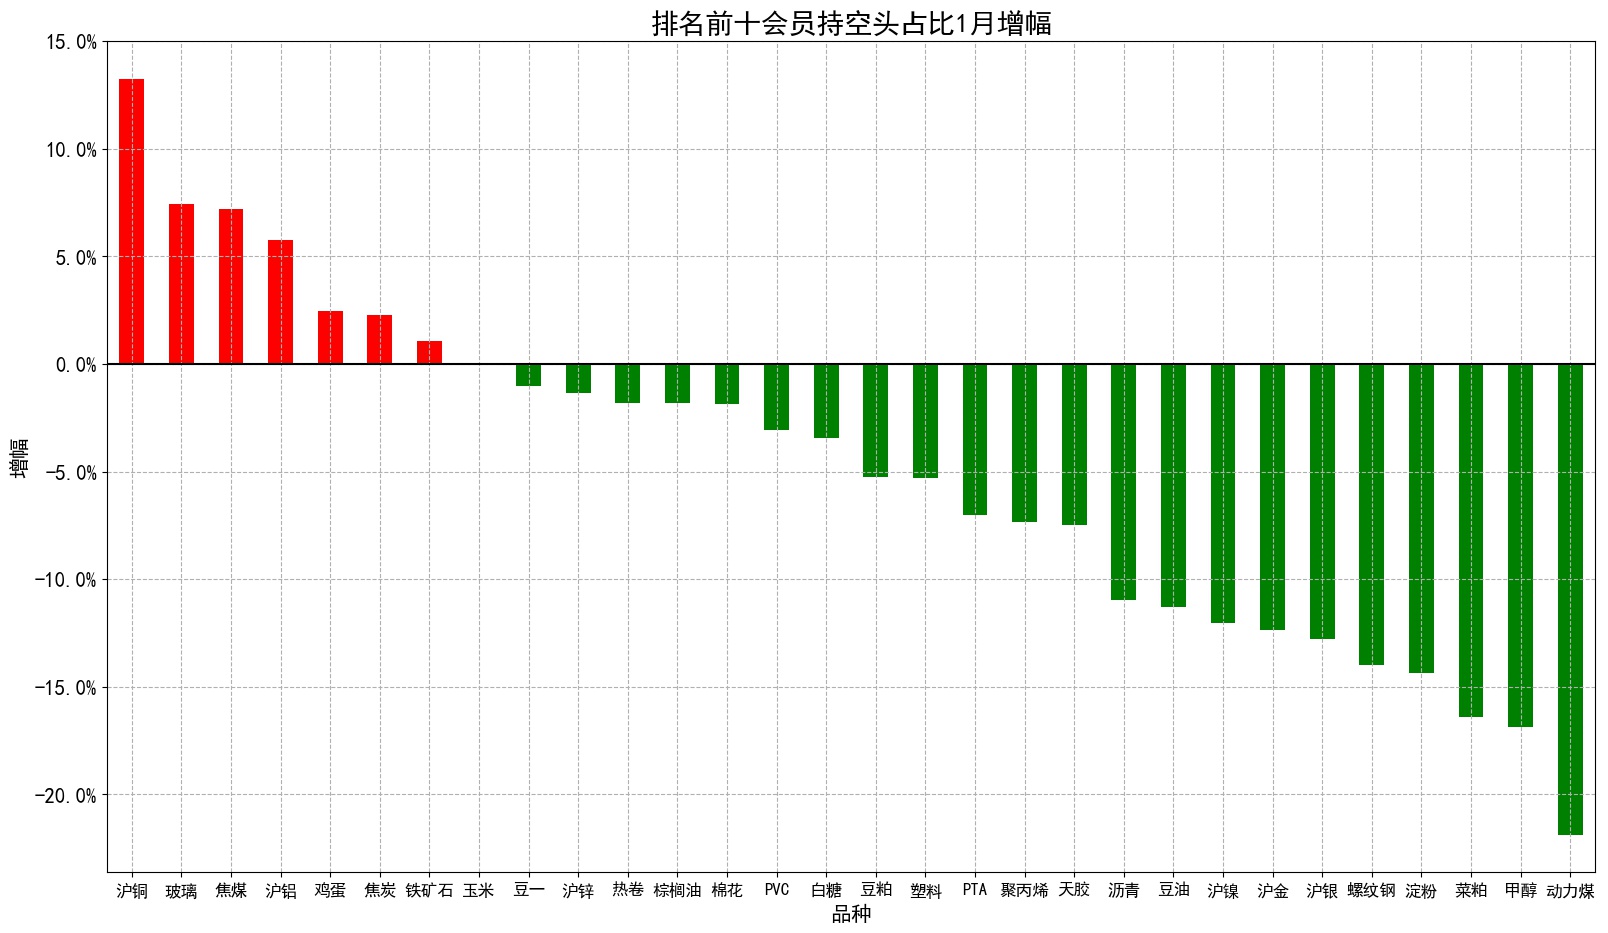 排名前十会员持空头占比1月增幅
15.0%
10.0%
5.0%
0.0%
-5.0%
-10.0%
-15.0%
-20.0%
增幅
沪铜 玻璃 焦煤 沪铝 鸡蛋 焦炭 铁矿石 玉米 豆一 沪锌 热卷 棕榈油 棉花 PVC 白糖 豆粕 塑料 PTA 聚丙烯 天胶 沥青 豆油 沪镍 沪金 沪银 螺纹钢 淀粉 菜粕 甲醇 动力煤
品种